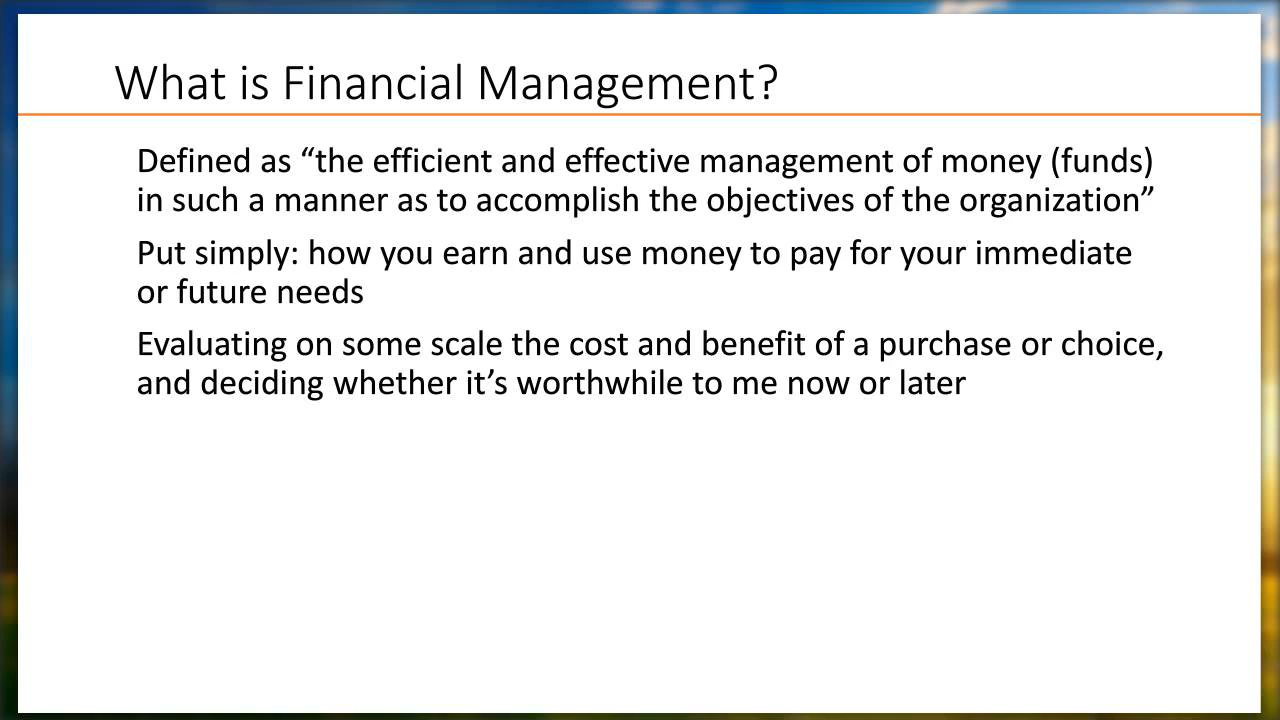 What is Financial Management?
Defined as “the efficient and effective management of money (funds)
in such a manner as to accomplish the objectives of the organization”
Put simply: how you earn and use money to pay for your immediate
or future needs
Evaluating on some scale the cost and benefit of a purchase or choice,
and deciding whether it’s worthwhile to me now or later